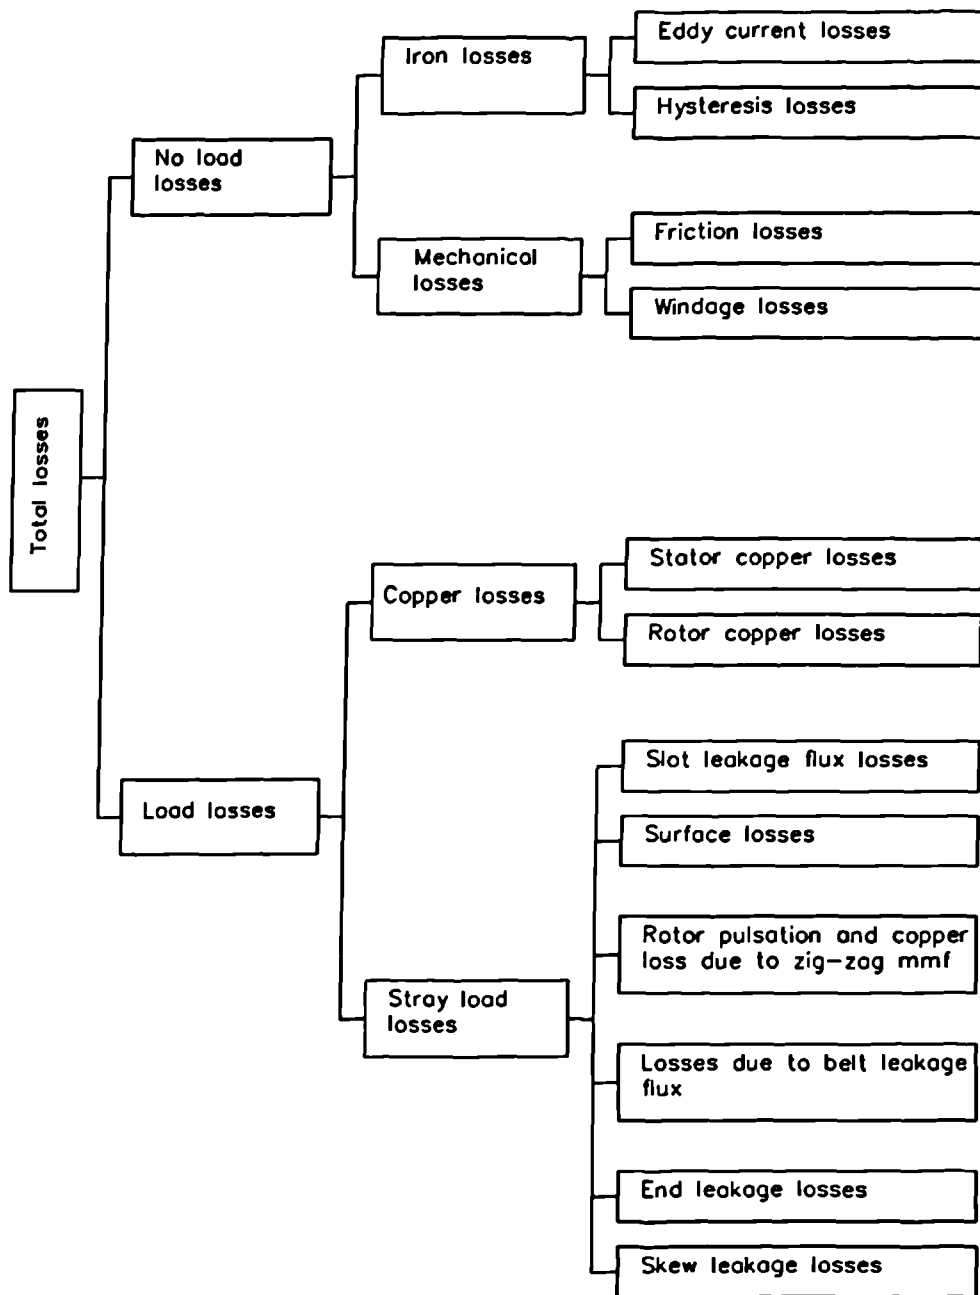 Total losses
No load
losses
Iron losses
Eddy current losses
Hysteresis losses
Mechanical
losses
Friction losses
Windage losses
Load losses
Copper losses
Stator copper losses
Rotor copper losses
Stray load
losses
Slot leakage flux losses
Surface losses
Rotor pulsation and copper
loss due to zig-zag mmf
Losses due to belt leakage
flux
End leakage losses
Skew leakage losses